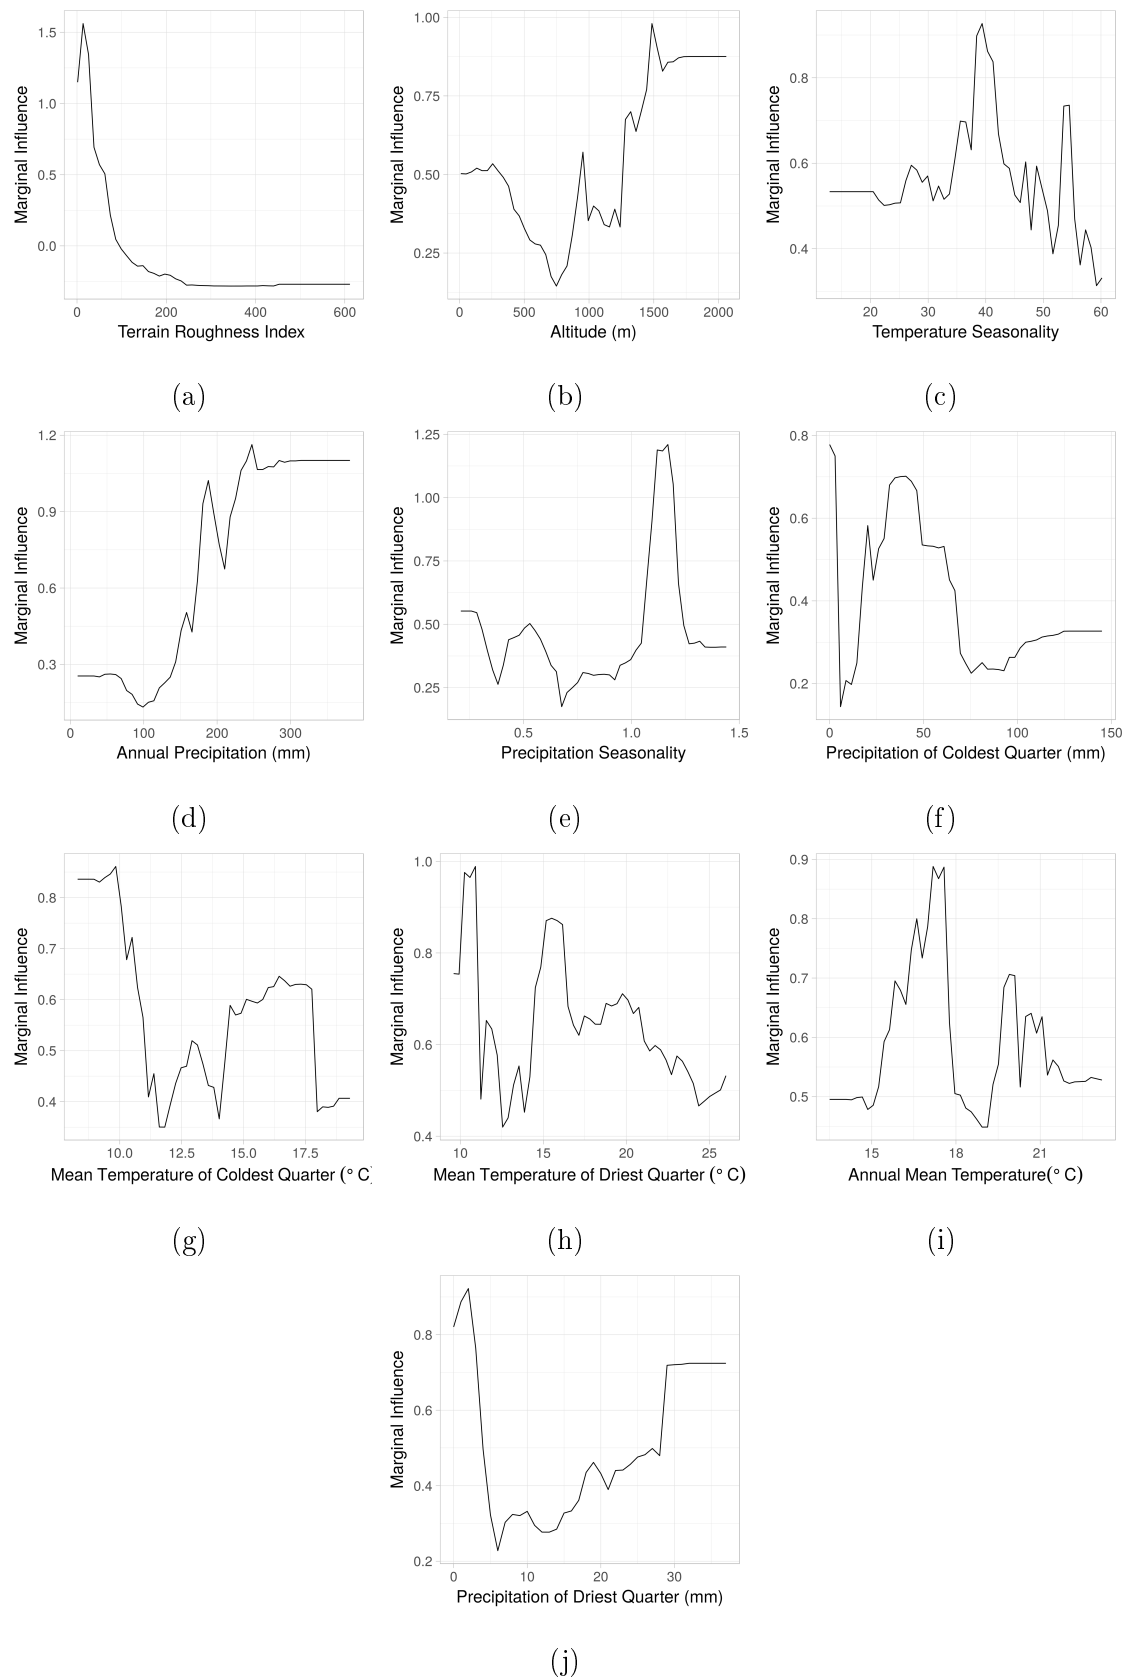 1.5
1.0
0.5
0.0
Marginal Influence
0 200 400 600
Terrain Roughness Index
(a)
1.00
0.75
0.50
0.25
Marginal Influence
0 500 1000 1500 2000
Altitude (m)
(b)
0.8
0.6
0.4
Marginal Influence
20 30 40 50 60
Temperature Seasonality
(c)
1.2
0.9
0.6
0.3
Marginal Influence
0 100 200 300
Annual Precipitation (mm)
(d)
1.25
1.00
0.75
0.50
0.25
Marginal Influence
0.5 1.0 1.5
Precipitation Seasonality
(e)
0.8
0.6
0.4
0.2
Marginal Influence
0 50 100 150
Precipitation of Coldest Quarter (mm)
(f)
0.8
0.7
0.6
0.5
0.4
Marginal Influence
10.0 12.5 15.0 17.5
Mean Temperature of Coldest Quarter (° C)
(g)
1.0
0.8
0.6
0.4
Marginal Influence
10 15 20 25
Mean Temperature of Driest Quarter (° C)
(h)
0.9
0.8
0.7
0.6
0.5
Marginal Influence
15 18 21
Annual Mean Temperature(° C)
(i)
0.8
0.6
0.4
0.2
Marginal Influence
0 10 20 30
Precipitation of Driest Quarter (mm)
(j)